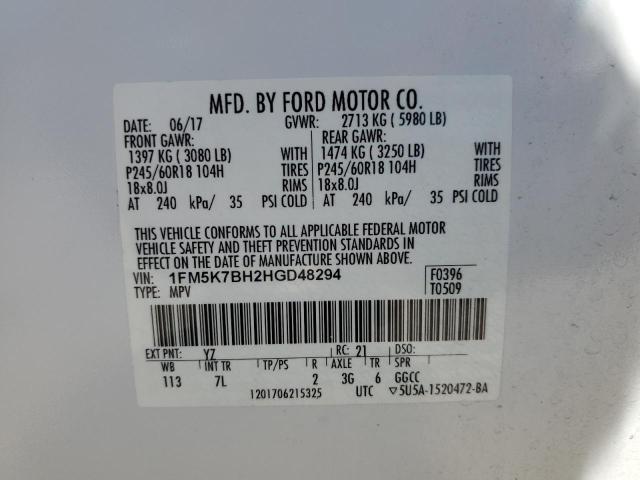 MFD. BY FORD MOTOR CO.
DATE: 06/17 GVWR: 2713 KG ( 5980 LB)
FRONT GAWR: REAR GAWR:
1397 KG ( 3080 LB) WITH 1474 KG ( 3250 LB) WITH
P245/60R18 104H TIRES P245/60R18 104H TIRES
18x8.0J RIMS 18x8.0J RIMS
AT 240 kPa/ 35 PSI COLD AT 240 kPa/ 35 PSI COLD
THIS VEHICLE CONFORMS TO ALL APPLICABLE FEDERAL MOTOR
VEHICLE SAFETY AND THEFT PREVENTION STANDARDS IN
EFFECT ON THE DATE OF MANUFACTURE SHOWN ABOVE.
VIN: 1FM5K7BH2HGD48294 F0396
TYPE: MPV T0509
EXT PNT: YZ RC: 21 DSO:
WB INT TR TP/PS R AXLE TR SPR
113 7L 2 3G 6 GGCC
1201706215325 UTC ▽5U5A-1520472-BA